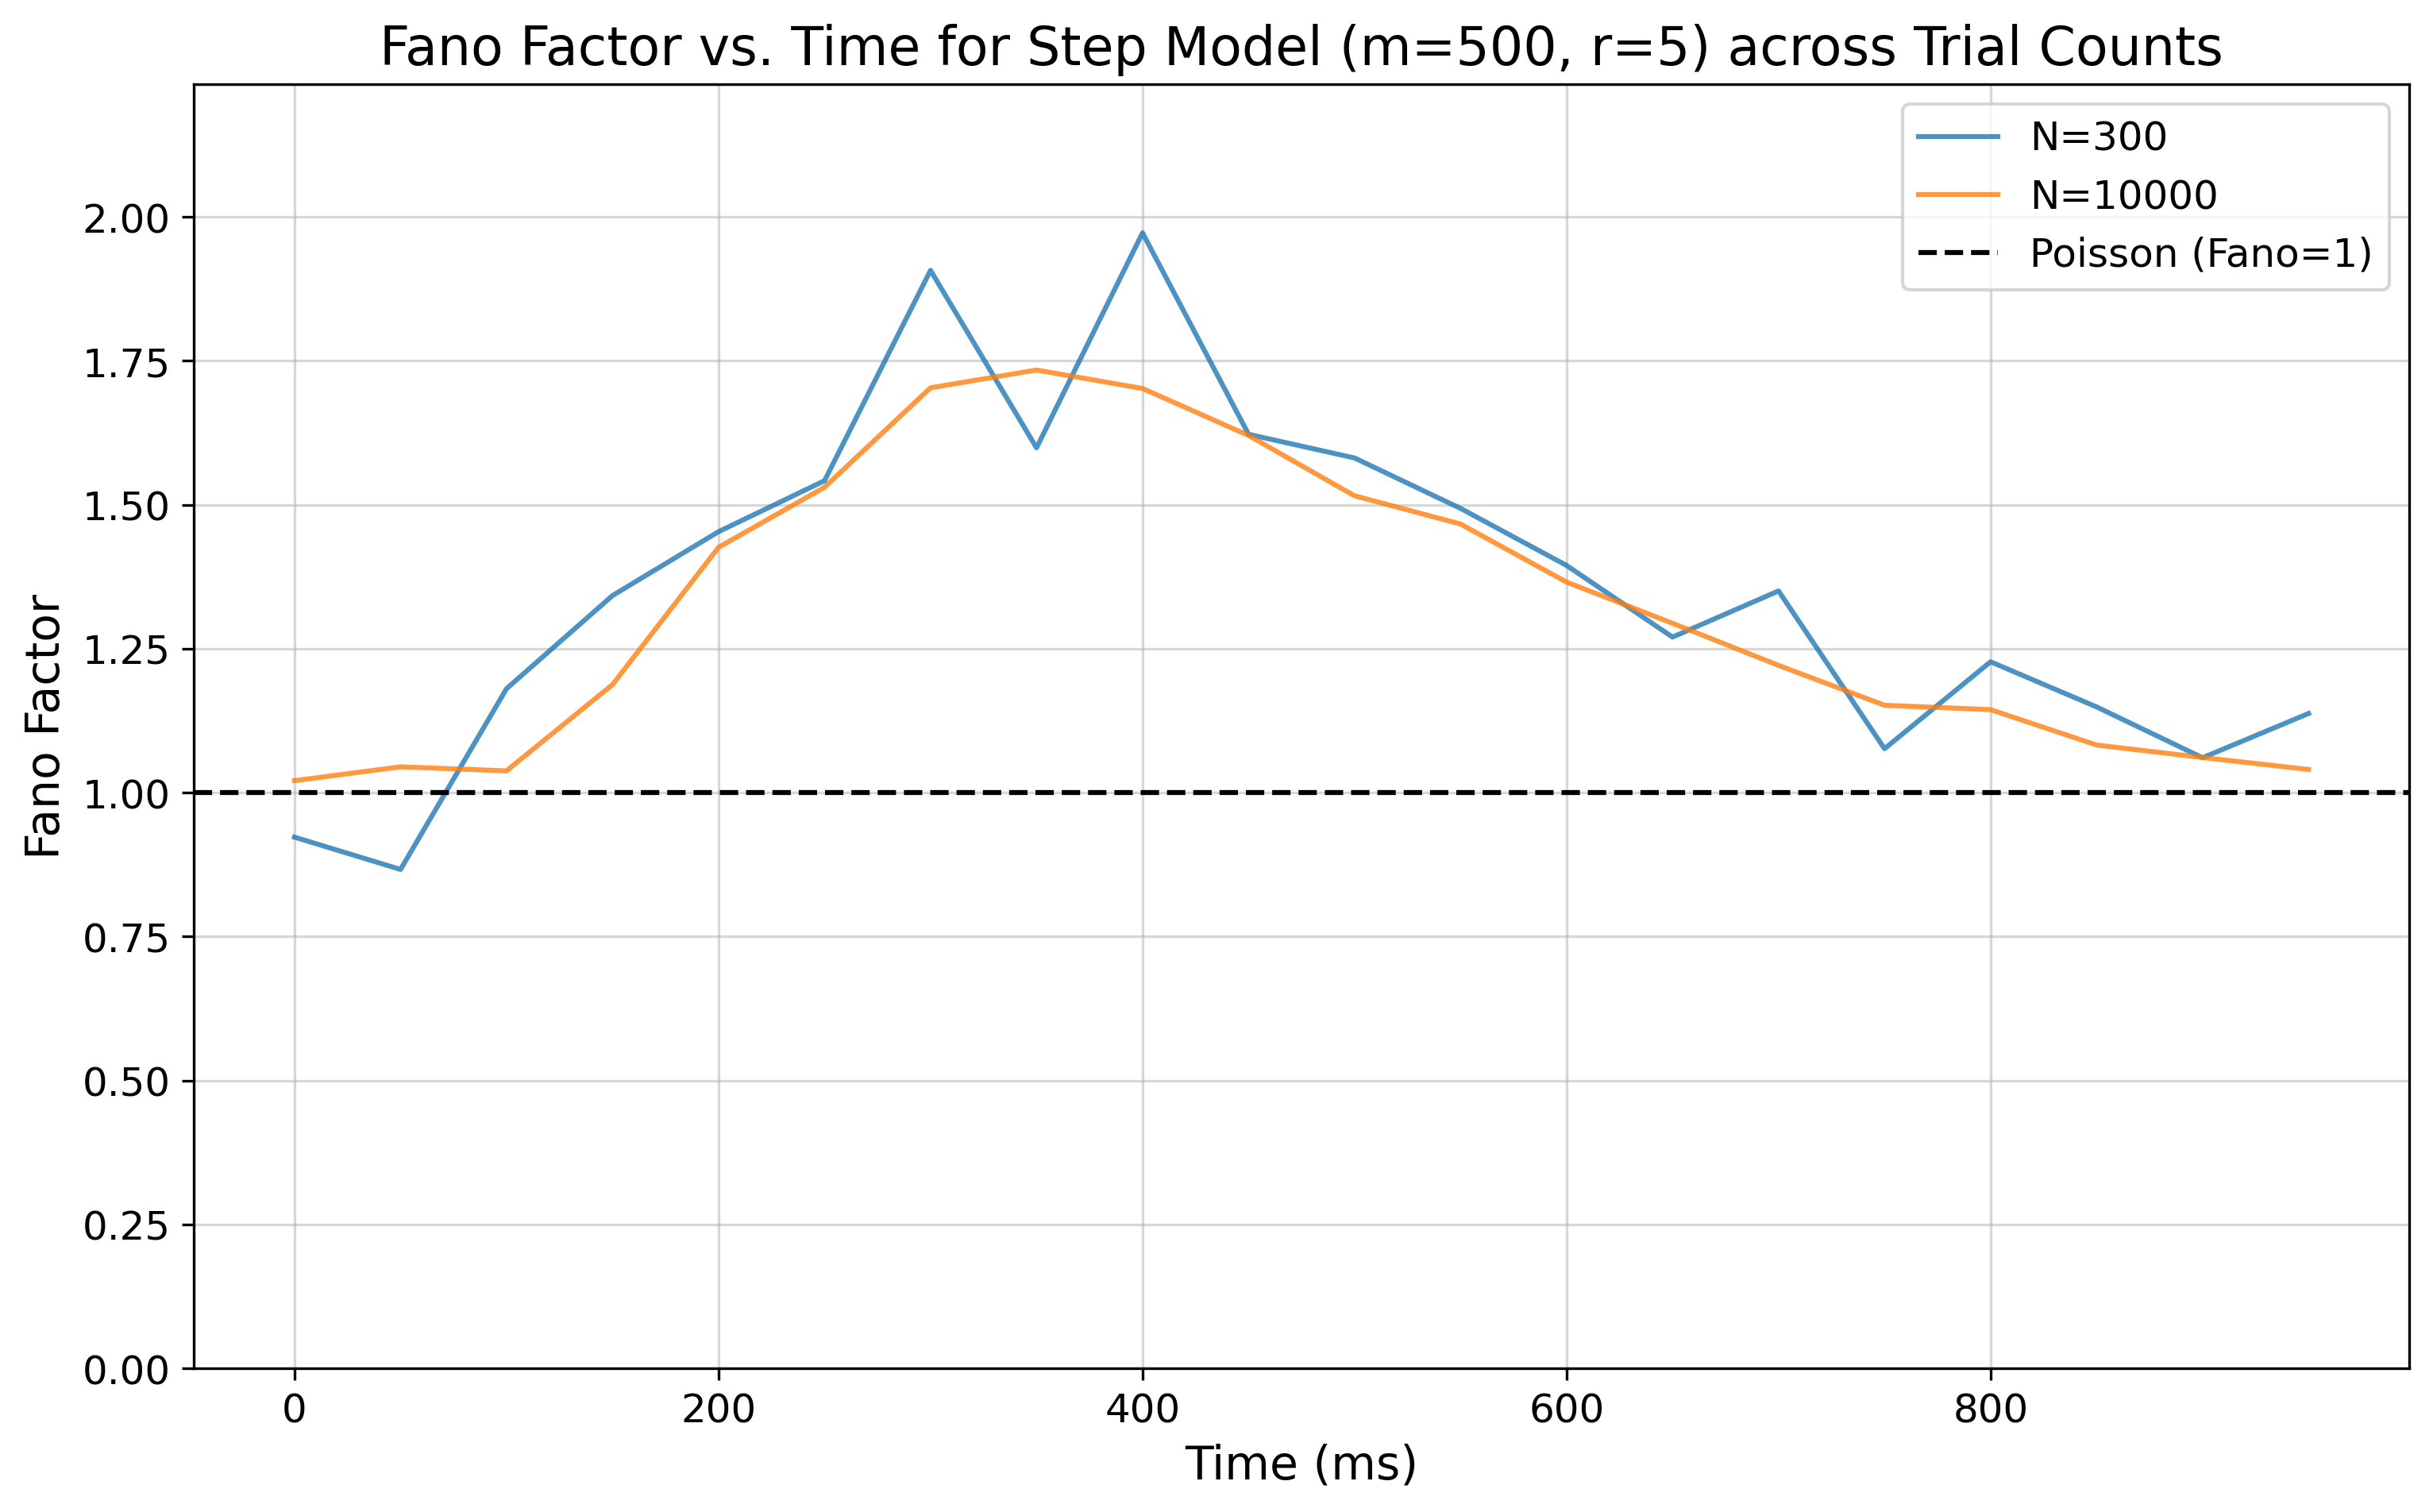 Fano Factor vs. Time for Step Model (m=500, r=5) across Trial Counts
N=300
N=10000
Poisson (Fano=1)
Fano Factor
2.00
1.75
1.50
1.25
1.00
0.75
0.50
0.25
0.00
0 200 400 600 800
Time (ms)